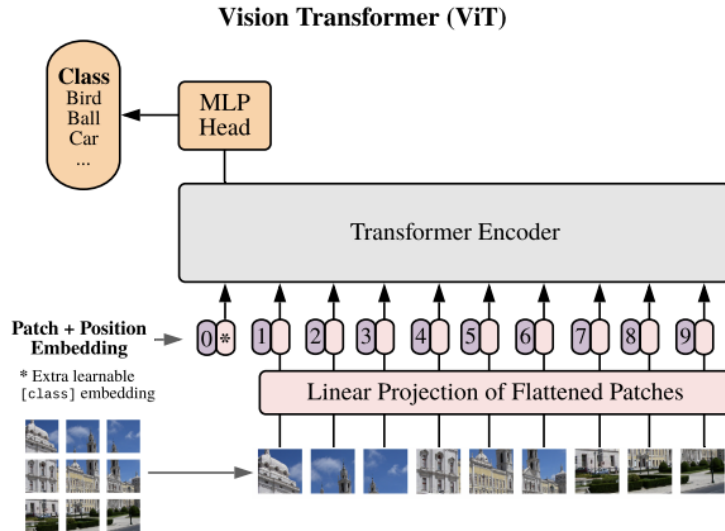 Vision Transformer (ViT)
Class
Bird
Ball
Car
...
MLP
Head
Transformer Encoder
Patch + Position
Embedding
0 * 1 2 3 4 5 6 7 8 9
* Extra learnable
[class] embedding
Linear Projection of Flattened Patches